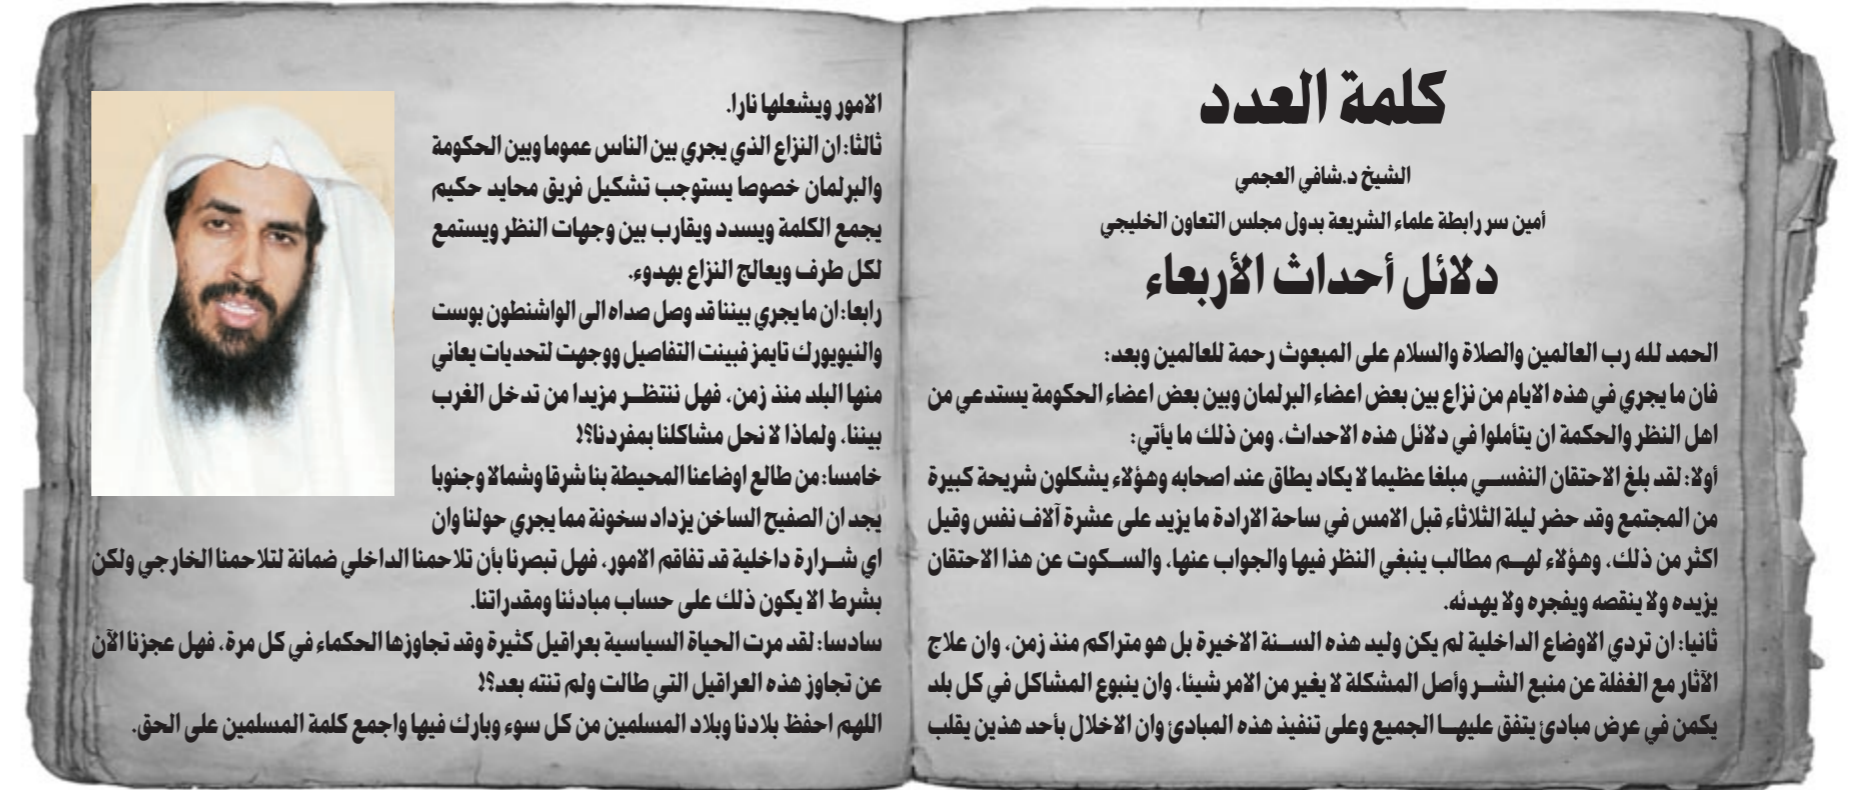 كلمة العدد
الشيخ د.شافي العجمي
أمين سر رابطة علماء الشريعة بدول مجلس التعاون الخليجي
دلائل أحداث الأربعاء
الحمد لله رب العالمين والصلاة والسلام على المبعوث رحمة للعالمين وبعد:
فان ما يجري في هذه الايام من نزاع بين بعض اعضاء البرلمان وبين بعض اعضاء الحكومة يستدعي من
اهل النظر والحكمة ان يتأملوا في دلائل هذه الاحداث، ومن ذلك ما يأتي:
أولا: لقد بلغ الاحتقان النفســي مبلغا عظيما لا يكاد يطاق عند اصحابه وهؤلاء يشكلون شريحة كبيرة
من المجتمع وقد حضر ليلة الثلاثاء قبل الامس في ساحة الارادة ما يزيد على عشرة آلاف نفس وقيل
اكثر من ذلك، وهؤلاء لهــم مطالب ينبغي النظر فيها والجواب عنها، والســكوت عن هذا الاحتقان
يزيده ولا ينقصه ويفجره ولا يهدئه.
ثانيا: ان تردي الاوضاع الداخلية لم يكن وليد هذه الســنة الاخيرة بل هو متراكم منذ زمن، وان علاج
الآثار مع الغفلة عن منبع الشــر وأصل المشكلة لا يغير من الامر شيئا، وان ينبوع المشاكل في كل بلد
يكمن في عرض مبادئ يتفق عليهــا الجميع وعلى تنفيذ هذه المبادئ وان الاخلال بأحد هذين يقلب
الامور ويشعلها نارا.
ثالثا: ان النزاع الذي يجري بين الناس عموما وبين الحكومة
والبرلمان خصوصا يستوجب تشكيل فريق محايد حكيم
يجمع الكلمة ويسدد ويقارب بين وجهات النظر ويستمع
لكل طرف ويعالج النزاع بهدوء.
رابعا: ان ما يجري بيننا قد وصل صداه الى الواشنطون بوست
والنيويورك تايمز فبينت التفاصيل ووجهت لتحديات يعاني
منها البلد منذ زمن، فهل ننتظــر مزيدا من تدخل الغرب
بيننا، ولماذا لا نحل مشاكلنا بمفردنا؟!
خامسا: من طالع اوضاعنا المحيطة بنا شرقا وشمالا وجنوبا
يجد ان الصفيح الساخن يزداد سخونة مما يجري حولنا وان
اي شــرارة داخلية قد تفاقم الامور، فهل تبصرنا بأن تلاحمنا الداخلي ضمانة لتلاحمنا الخارجي ولكن
بشرط الا يكون ذلك على حساب مبادئنا ومقدراتنا.
سادسا: لقد مرت الحياة السياسية بعراقيل كثيرة وقد تجاوزها الحكماء في كل مرة، فهل عجزنا الآن
عن تجاوز هذه العراقيل التي طالت ولم تنته بعد؟!
اللهم احفظ بلادنا وبلاد المسلمين من كل سوء وبارك فيها واجمع كلمة المسلمين على الحق.